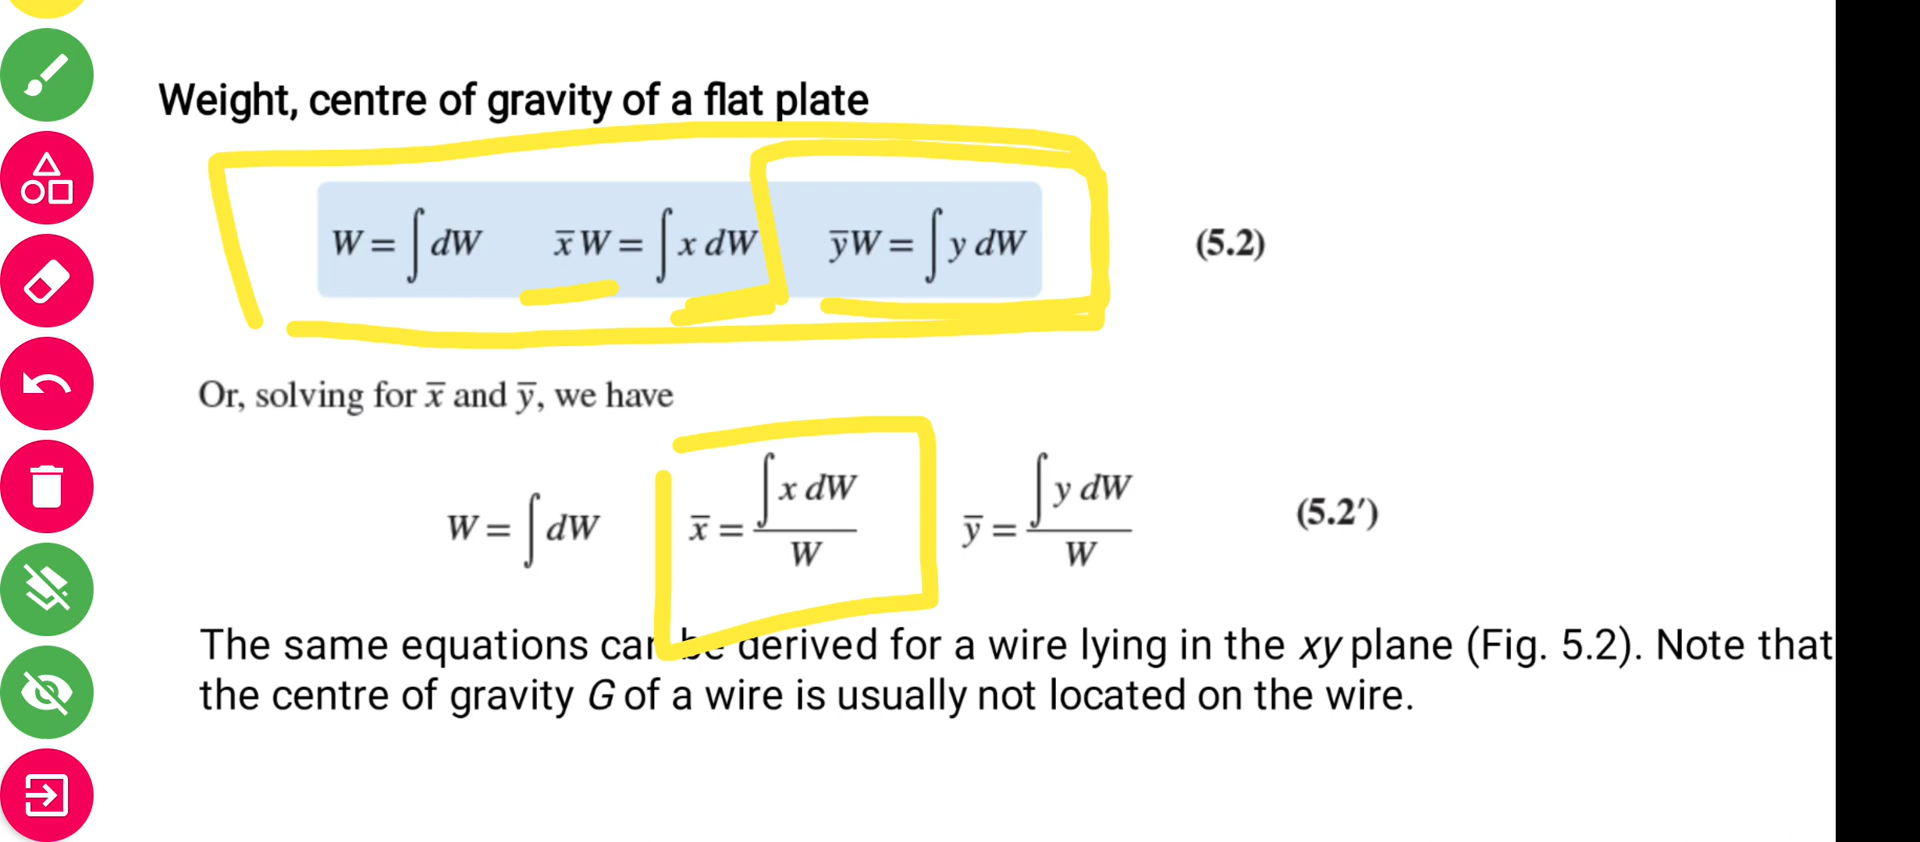 Weight, centre of gravity of a flat plate
W = ∫ dW x̅ W = ∫ x dW y̅W = ∫ y dW (5.2)
Or, solving for x̅ and y̅, we have
W = ∫ dW x̅ = ∫ x dW / W y̅ = ∫ y dW / W (5.2′)
The same equations can be derived for a wire lying in the xy plane (Fig. 5.2). Note that
the centre of gravity G of a wire is usually not located on the wire.